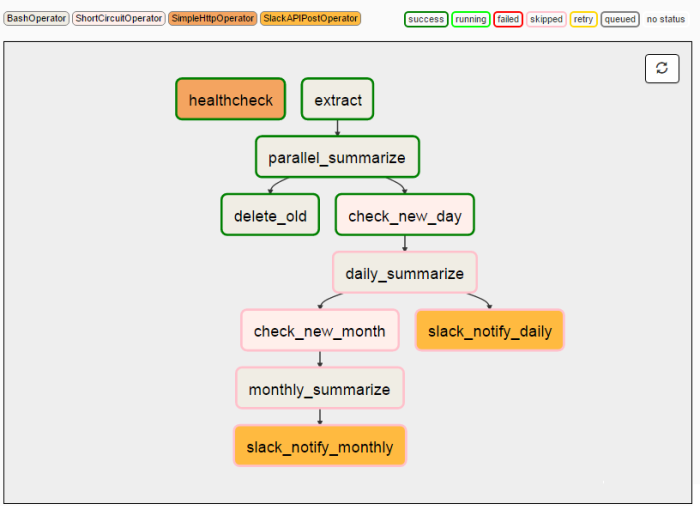 BashOperator ShortCircuitOperator SimpleHttpOperator SlackAPIPostOperator success running failed skipped retry queued no status
healthcheck extract
parallel_summarize
delete_old check_new_day
daily_summarize
check_new_month slack_notify_daily
monthly_summarize
slack_notify_monthly